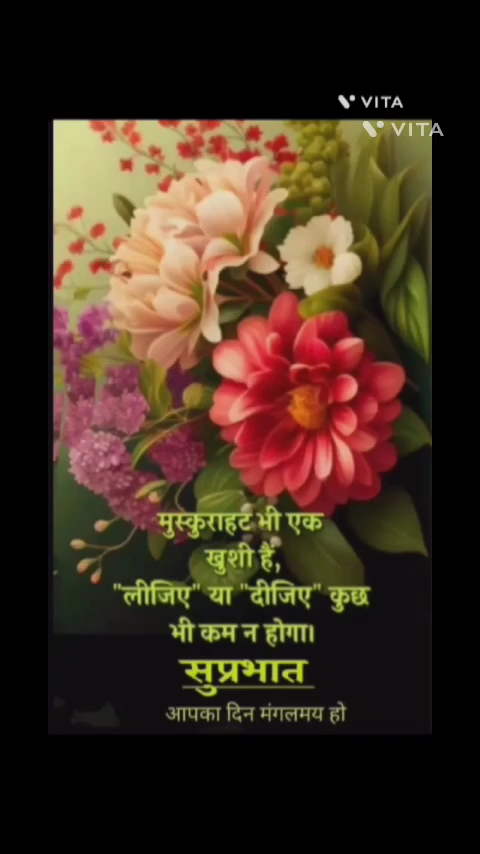 VITA
VITA
मुस्कुराहट भी एक
खुशी हैं,
"लीजिए" या "दीजिए" कुछ
भी कम न होगा।
सुप्रभात
आपका दिन मंगलमय हो